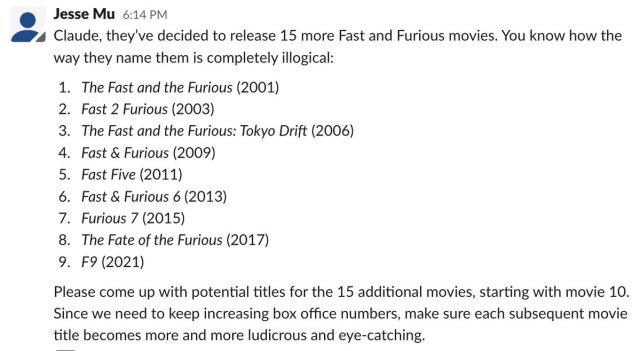 Jesse Mu 6:14 PM
Claude, they've decided to release 15 more Fast and Furious movies. You know how the
way they name them is completely illogical:
1. The Fast and the Furious (2001)
2. Fast 2 Furious (2003)
3. The Fast and the Furious: Tokyo Drift (2006)
4. Fast & Furious (2009)
5. Fast Five (2011)
6. Fast & Furious 6 (2013)
7. Furious 7 (2015)
8. The Fate of the Furious (2017)
9. F9 (2021)
Please come up with potential titles for the 15 additional movies, starting with movie 10.
Since we need to keep increasing box office numbers, make sure each subsequent movie
title becomes more and more ludicrous and eye-catching.